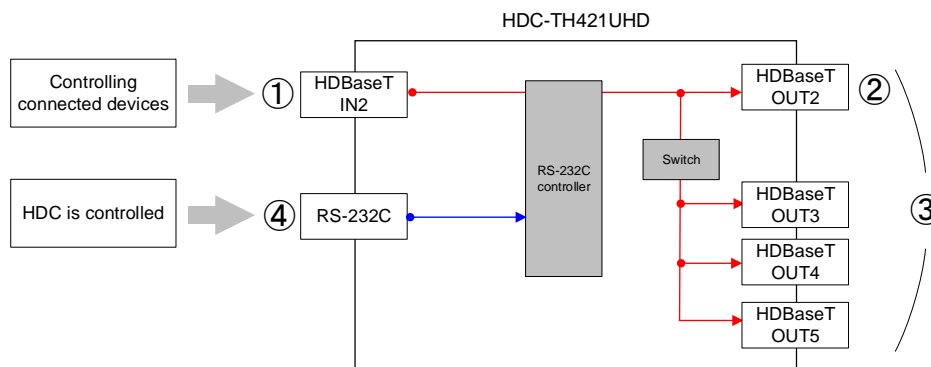 HDC-TH421UHD
Controlling
connected devices
①
HDBaseT
IN2
HDBaseT
OUT2
②
Switch
RS-232C
controller
HDC is controlled
④
RS-232C
HDBaseT
OUT3
③
HDBaseT
OUT4
HDBaseT
OUT5